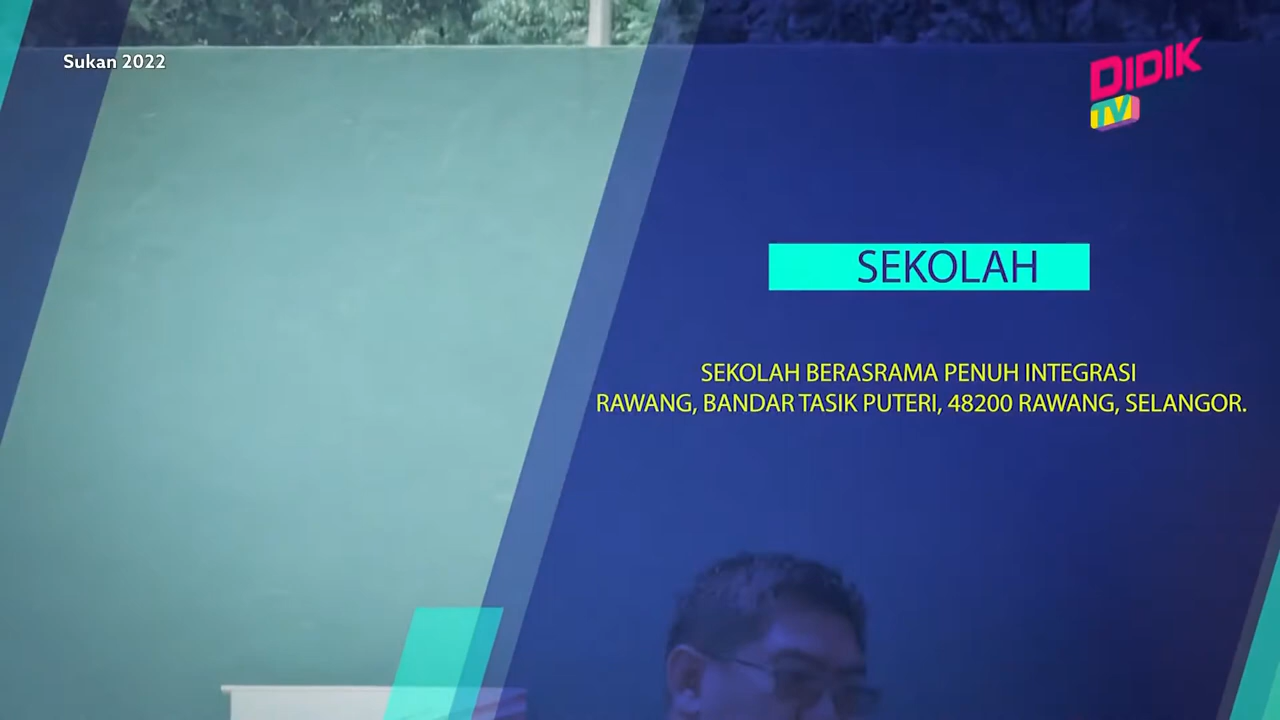 Sukan 2022
DIDIK
TV
SEKOLAH
SEKOLAH BERASRAMA PENUH INTEGRASI
RAWANG, BANDAR TASIK PUTERI, 48200 RAWANG, SELANGOR.